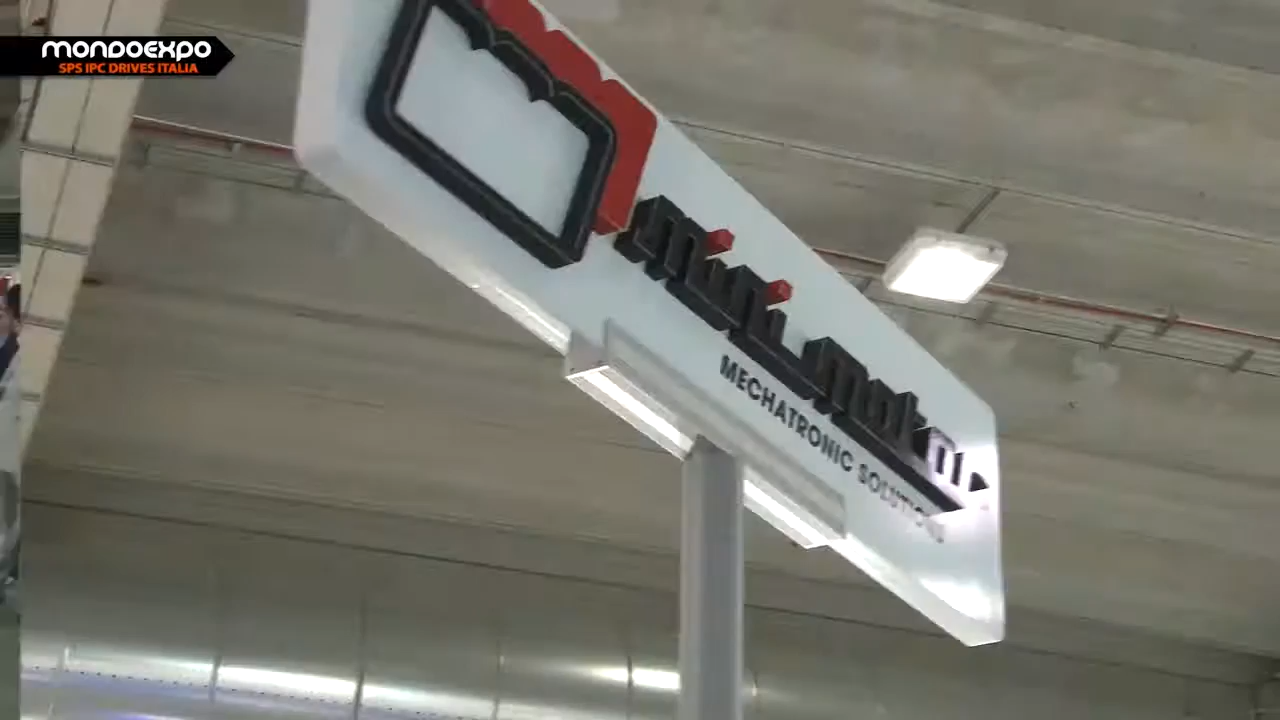 MONDOEXPO
SPS IPC DRIVES ITALIA
mini motor
MECHATRONIC SOLUTIONS